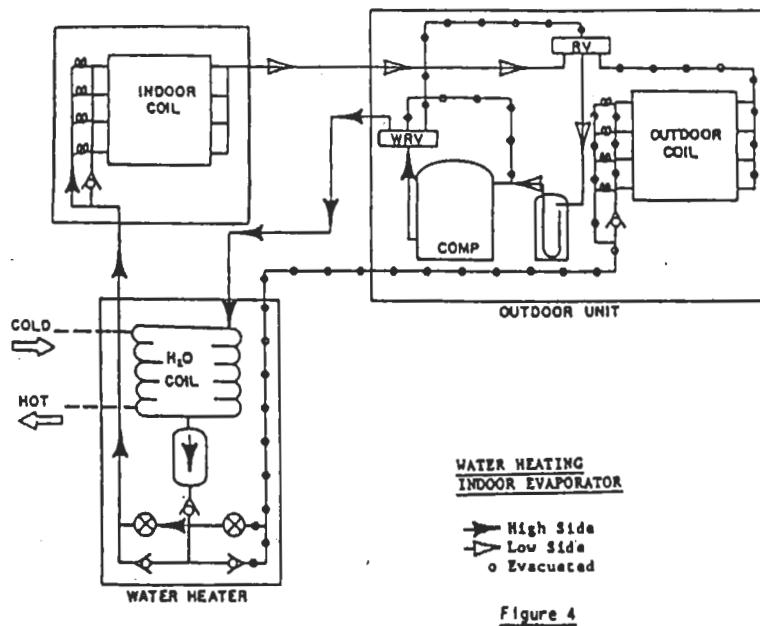 INDOOR
COIL
RV
WRV
OUTDOOR
COIL
COMP
OUTDOOR UNIT
COLD
HOT
H2O
COIL
WATER HEATER
WATER HEATING
INDOOR EVAPORATOR
High Side
Low Side
o Evacuated
Figure 4